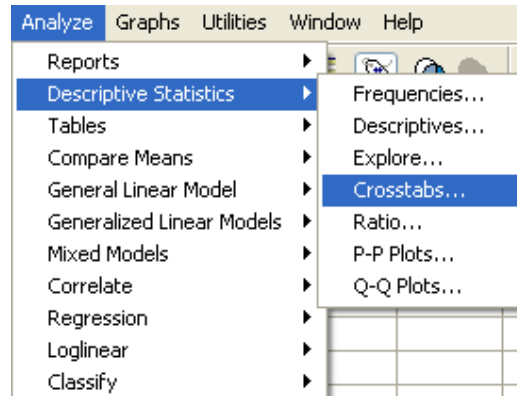 Analyze Graphs Utilities Window Help
Reports
Descriptive Statistics
Tables
Compare Means
General Linear Model
Generalized Linear Models
Mixed Models
Correlate
Regression
Loglinear
Classify
Frequencies...
Descriptives...
Explore...
Crosstabs...
Ratio...
P-P Plots...
Q-Q Plots...